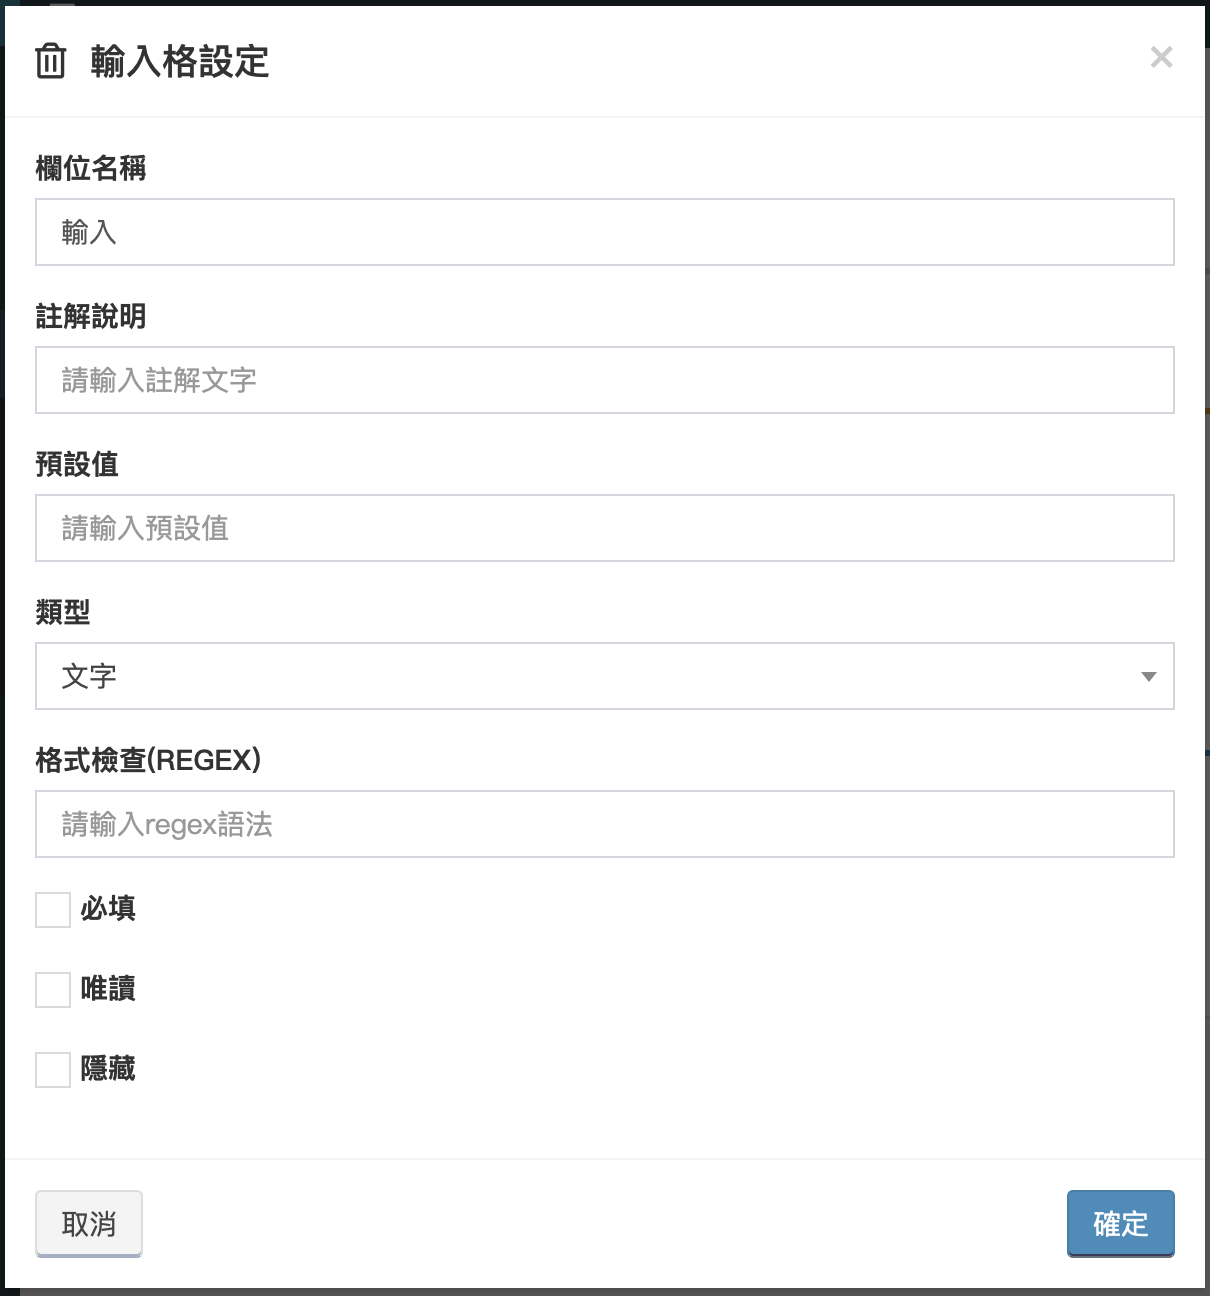 輸入格設定
×
欄位名稱
輸入
註解說明
請輸入註解文字
預設值
請輸入預設值
類型
文字
格式檢查(REGEX)
請輸入regex語法
必填
唯讀
隱藏
取消
確定